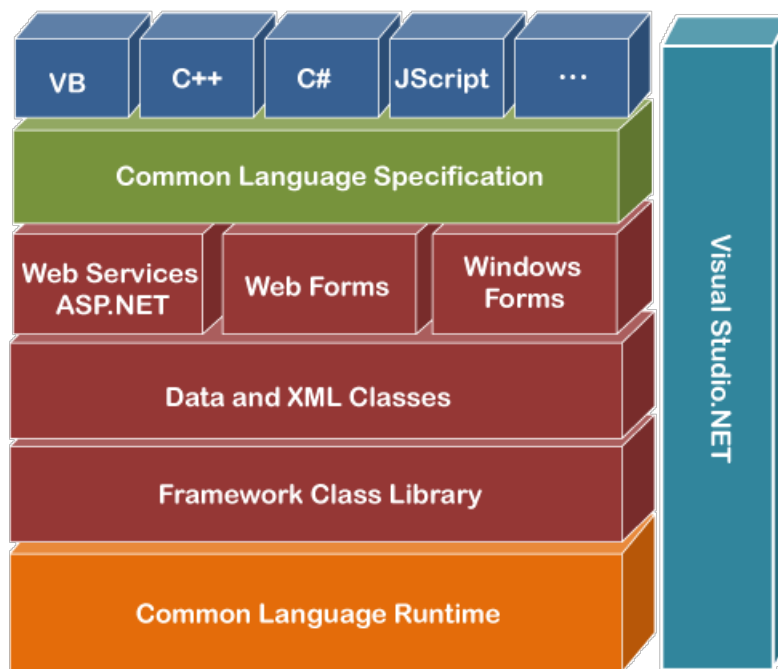 VB
C++
C#
JScript
...
Common Language Specification
Web Services
ASP.NET
Web Forms
Windows
Forms
Data and XML Classes
Framework Class Library
Common Language Runtime
Visual Studio.NET